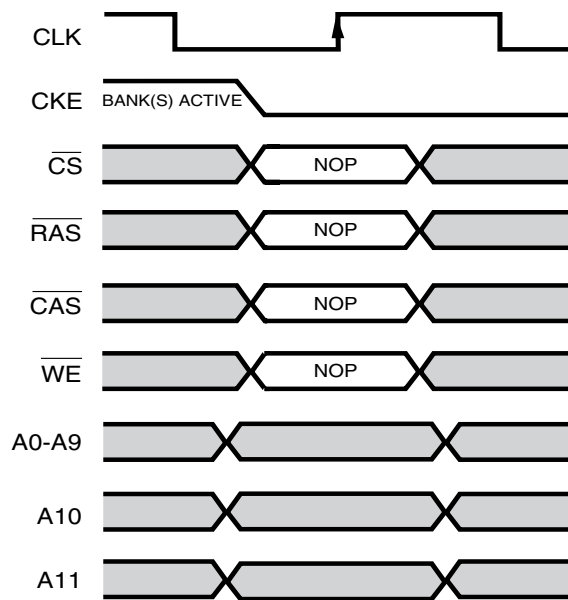 CLK
CKE BANK(S) ACTIVE
CS NOP
RAS NOP
CAS NOP
WE NOP
A0-A9
A10
A11